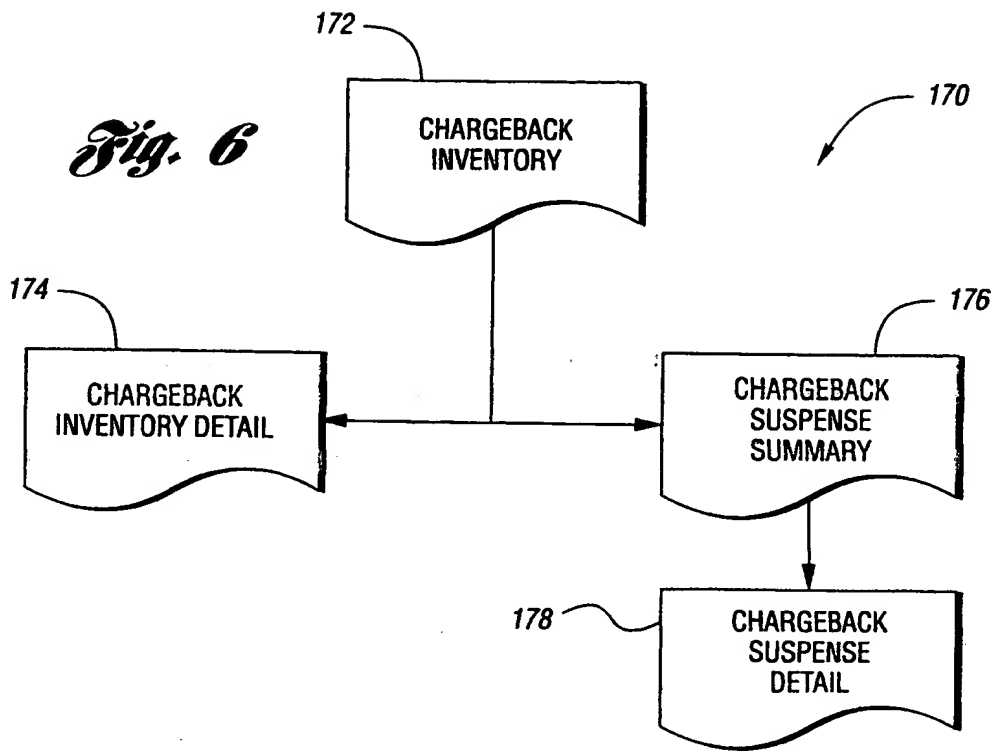 172
170
Fig. 6
CHARGEBACK
INVENTORY
174
176
CHARGEBACK
INVENTORY DETAIL
CHARGEBACK
SUSPENSE
SUMMARY
178
CHARGEBACK
SUSPENSE
DETAIL